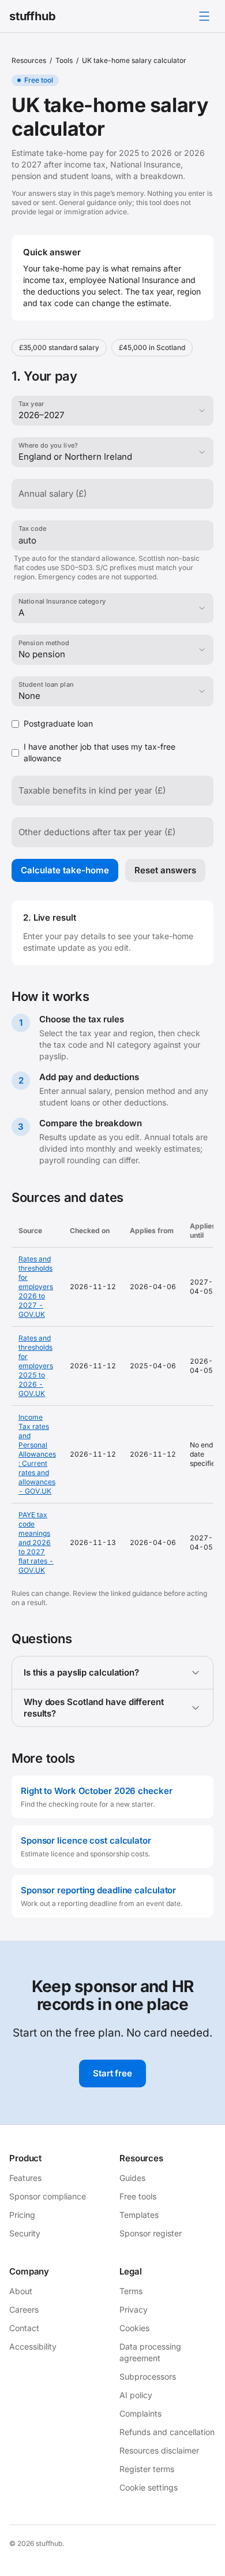 stuffhub
Resources / Tools / UK take-home salary calculator
Free tool
UK take-home salary
calculator
Estimate take-home pay for 2025 to 2026 or 2026
to 2027 after income tax, National Insurance,
pension and student loans, with a breakdown.
Your answers stay in this page's memory. Nothing you enter is
saved or sent. General guidance only; this tool does not
provide legal or immigration advice.
Quick answer
Your take-home pay is what remains after
income tax, employee National Insurance and
the deductions you select. The tax year, region
and tax code can change the estimate.
£35,000 standard salary
£45,000 in Scotland
1. Your pay
Tax year
2026–2027
Where do you live?
England or Northern Ireland
Annual salary (£)
Tax code
auto
Type auto for the standard allowance. Scottish non-basic
flat codes use SD0–SD3. S/C prefixes must match your
region. Emergency codes are not supported.
National Insurance category
A
Pension method
No pension
Student loan plan
None
Postgraduate loan
I have another job that uses my tax-free
allowance
Taxable benefits in kind per year (£)
Other deductions after tax per year (£)
Calculate take-home
Reset answers
2. Live result
Enter your pay details to see your take-home
estimate update as you edit.
How it works
1
Choose the tax rules
Select the tax year and region, then check
the tax code and NI category against your
payslip.
2
Add pay and deductions
Enter annual salary, pension method and any
student loans or other deductions.
3
Compare the breakdown
Results update as you edit. Annual totals are
divided into monthly and weekly estimates;
payroll rounding can differ.
Sources and dates
Source Checked on Applies from Applies until
Rates and
thresholds
for
employers
2026 to
2027 -
GOV.UK
2026-11-12 2026-04-06 2027-
04-05
Rates and
thresholds
for
employers
2025 to
2026 -
GOV.UK
2026-11-12 2025-04-06 2026-
04-05
Income
Tax rates
and
Personal
Allowances
: Current
rates and
allowances
- GOV.UK
2026-11-12 2026-11-12 No end
date
specifie
PAYE tax
code
meanings
and 2026
to 2027
flat rates -
GOV.UK
2026-11-13 2026-04-06 2027-
04-05
Rules can change. Review the linked guidance before acting
on a result.
Questions
Is this a payslip calculation?
Why does Scotland have different
results?
More tools
Right to Work October 2026 checker
Find the checking route for a new starter.
Sponsor licence cost calculator
Estimate licence and sponsorship costs.
Sponsor reporting deadline calculator
Work out a reporting deadline from an event date.
Keep sponsor and HR
records in one place
Start on the free plan. No card needed.
Start free
Product
Features
Sponsor compliance
Pricing
Security
Resources
Guides
Free tools
Templates
Sponsor register
Company
About
Careers
Contact
Accessibility
Legal
Terms
Privacy
Cookies
Data processing
agreement
Subprocessors
AI policy
Complaints
Refunds and cancellation
Resources disclaimer
Register terms
Cookie settings
© 2026 stuffhub.